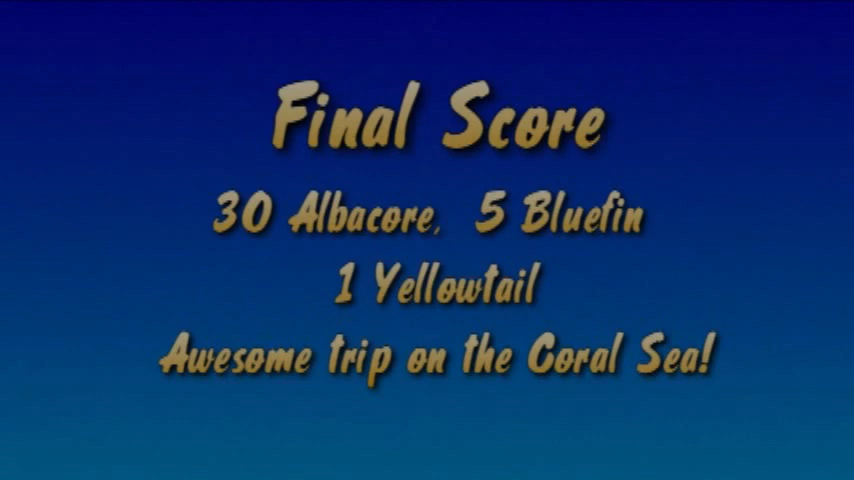 Final Score
30 Albacore, 5 Bluefin
1 Yellowtail
Awesome trip on the Coral Sea!